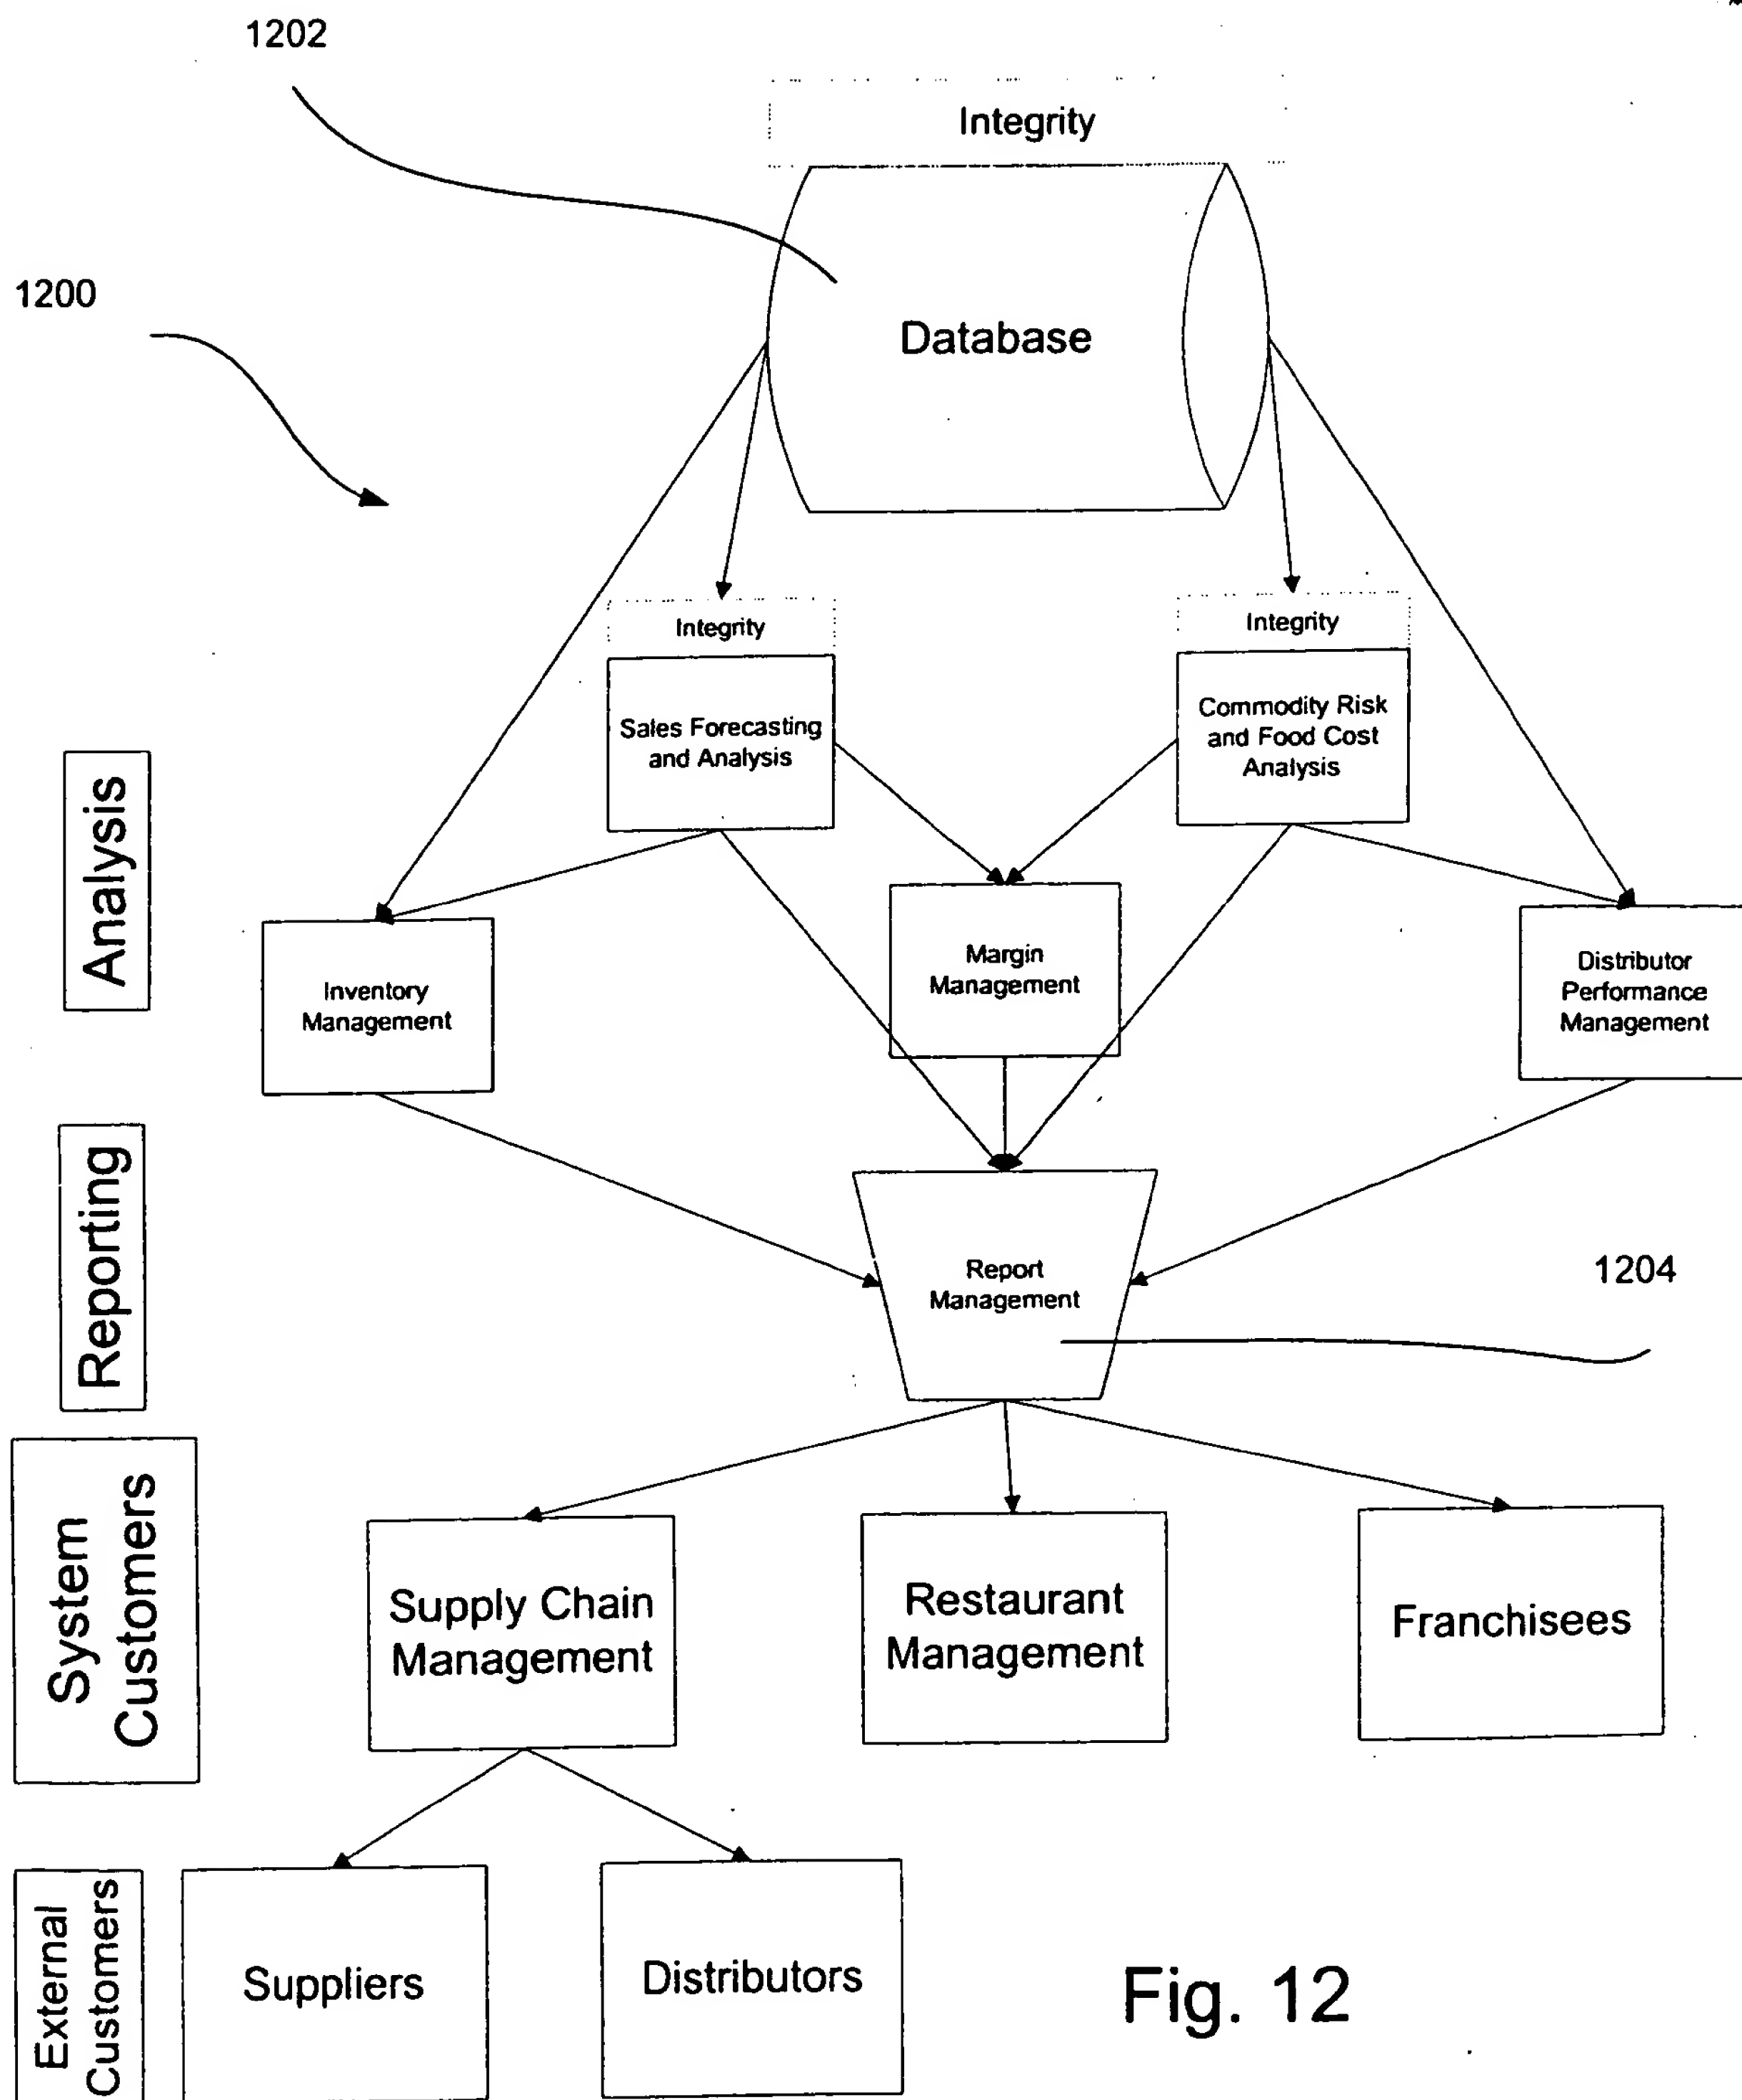 1202
Integrity
1200
Database
Integrity
Integrity
Sales Forecasting
and Analysis
Commodity Risk
and Food Cost
Analysis
Analysis
Inventory
Management
Margin
Management
Distributor
Performance
Management
Reporting
Report
Management
1204
System
Customers
Supply Chain
Management
Restaurant
Management
Franchisees
External
Customers
Suppliers
Distributors
Fig. 12